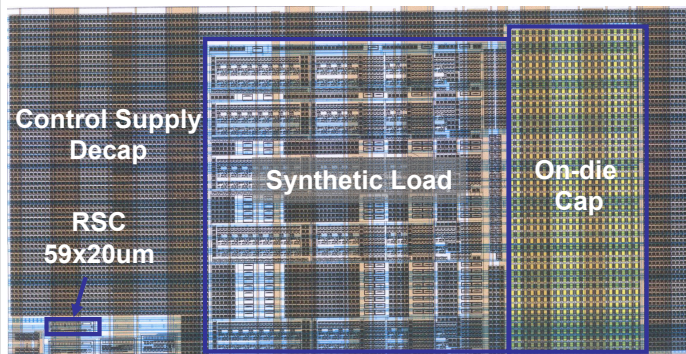 Control Supply
Decap
RSC
59x20um
Synthetic Load
On-die
Cap